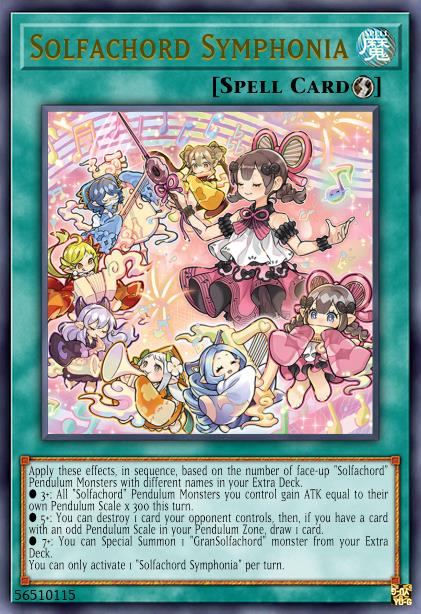 Solfachord Symphonia
SPELL
魔
[Spell Card]
Apply these effects, in sequence, based on the number of face-up "Solfachord"
Pendulum Monsters with different names in your Extra Deck.
● 3+: All "Solfachord" Pendulum Monsters you control gain ATK equal to their
own Pendulum Scale x 300 this turn.
● 5+: You can destroy 1 card your opponent controls, then, if you have a card
with an odd Pendulum Scale in your Pendulum Zone, draw 1 card.
● 7+: You can Special Summon 1 "GranSolfachord" monster from your Extra
Deck.
You can only activate 1 "Solfachord Symphonia" per turn.
56510115